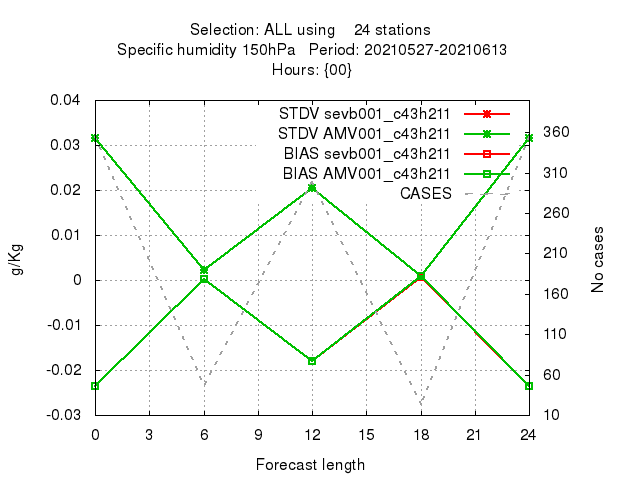 Selection: ALL using    24 stations
Specific humidity 150hPa   Period: 20210527-20210613
Hours: {00}
STDV sevb001_c43h211
STDV AMV001_c43h211
BIAS sevb001_c43h211
BIAS AMV001_c43h211
CASES
g/Kg
0.04
0.03
0.02
0.01
0
-0.01
-0.02
-0.03
No cases
360
310
260
210
160
110
60
10
0 3 6 9 12 15 18 21 24
Forecast length